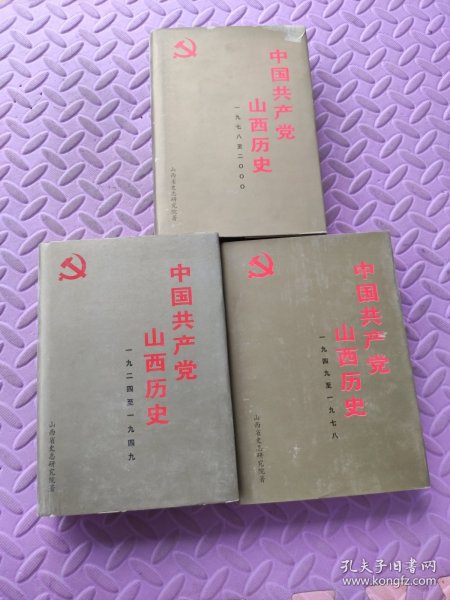 中国共产党
山西历史
一九七八至二〇〇〇
山西省史志研究院著
中国共产党
山西历史
一九二四至一九四九
山西省史志研究院著
中国共产党
山西历史
一九四九至一九七八
山西省史志研究院著
孔夫子旧书网
www.kongfz.com